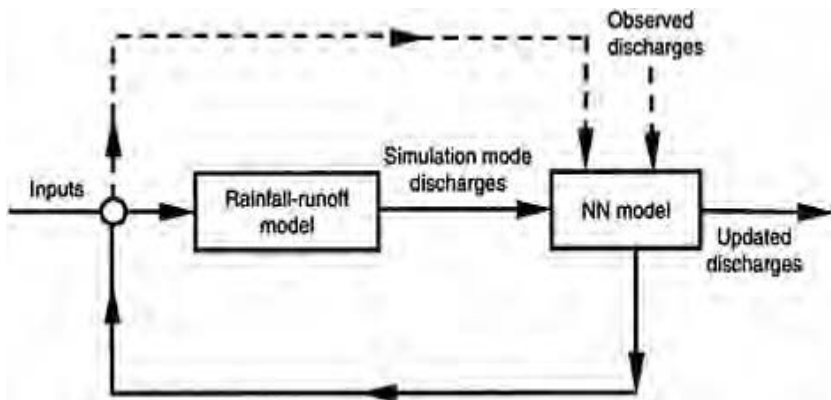 Observed
discharges
Simulation mode
discharges
Inputs
Rainfall-runoff
model
NN model
Updated
discharges